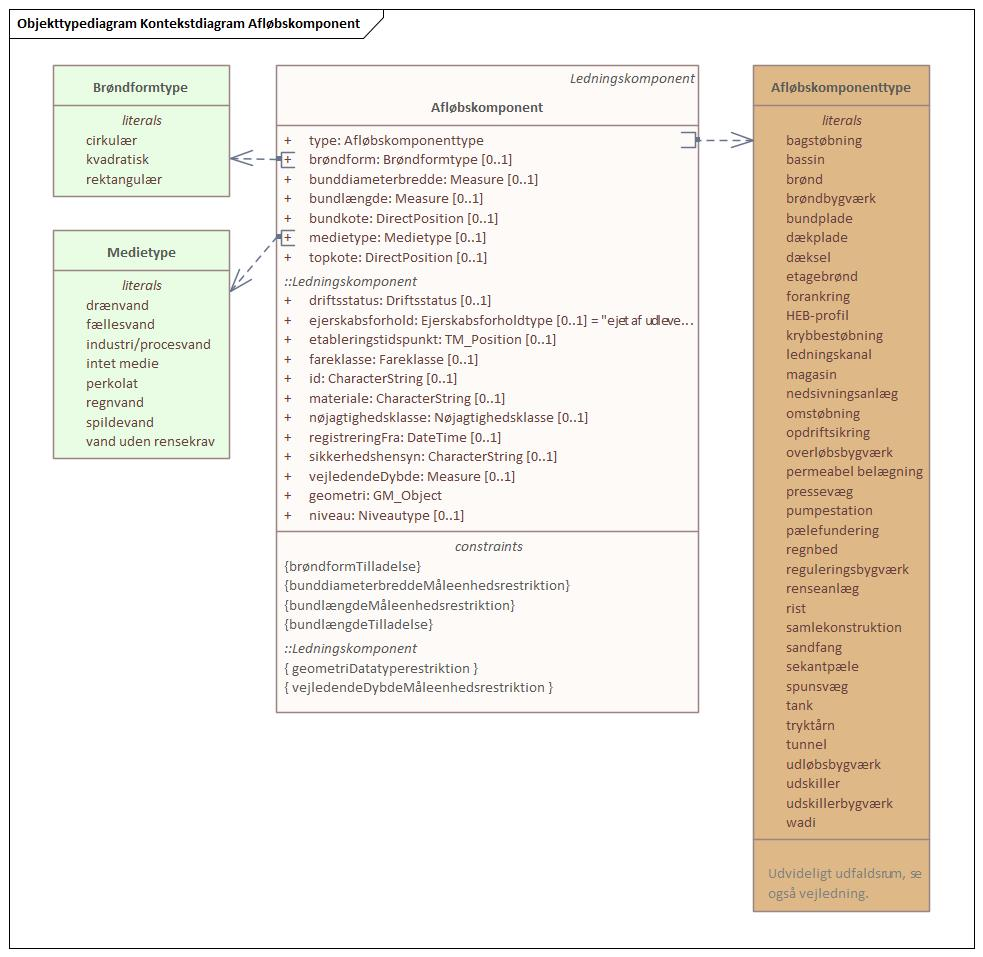 Objekttypediagram Kontekstdiagram Afløbskomponent
Brøndformtype
literals
cirkulær
kvadratisk
rektangulær
Medietype
literals
drænvand
fællesvand
industri/procesvand
intet medie
perkolat
regnvand
spildevand
vand uden rensekrav
Ledningskomponent
Afløbskomponent
+ type: Afløbskomponenttype
+ brøndform: Brøndformtype [0..1]
+ bunddiameterbredde: Measure [0..1]
+ bundlængde: Measure [0..1]
+ bundkote: DirectPosition [0..1]
+ medietype: Medietype [0..1]
+ topkote: DirectPosition [0..1]
::Ledningskomponent
+ driftsstatus: Driftsstatus [0..1]
+ ejerskabsforhold: Ejerskabsforholdtype [0..1] = "ejet af udleve...
+ etableringstidspunkt: TM_Position [0..1]
+ fareklasse: Fareklasse [0..1]
+ id: CharacterString [0..1]
+ materiale: CharacterString [0..1]
+ nøjagtighedsklasse: Nøjagtighedsklasse [0..1]
+ registreringFra: DateTime [0..1]
+ sikkerhedshensyn: CharacterString [0..1]
+ vejledendeDybde: Measure [0..1]
+ geometri: GM_Object
+ niveau: Niveautype [0..1]
constraints
{brøndformTilladelse}
{bunddiameterbreddeMåleenhedsrestriktion}
{bundlængdeMåleenhedsrestriktion}
{bundlængdeTilladelse}
::Ledningskomponent
{ geometriDatatyperestriktion }
{ vejledendeDybdeMåleenhedsrestriktion }
Afløbskomponenttype
literals
bagstøbning
bassin
brønd
brøndbygværk
bundplade
dækplade
dæksel
etagebrønd
forankring
HEB-profil
krybbestøbning
ledningskanal
magasin
nedsivningsanlæg
omstøbning
opdriftsikring
overløbsbygværk
permeabel belægning
pressevæg
pumpestation
pælefundering
regnbed
reguleringsbygværk
renseanlæg
rist
samlekonstruktion
sandfang
sekantpæle
spunsvæg
tank
tryktårn
tunnel
udløbsbygværk
udskiller
udskillerbygværk
wadi
Udvideligt udfaldsrum, se
også vejledning.